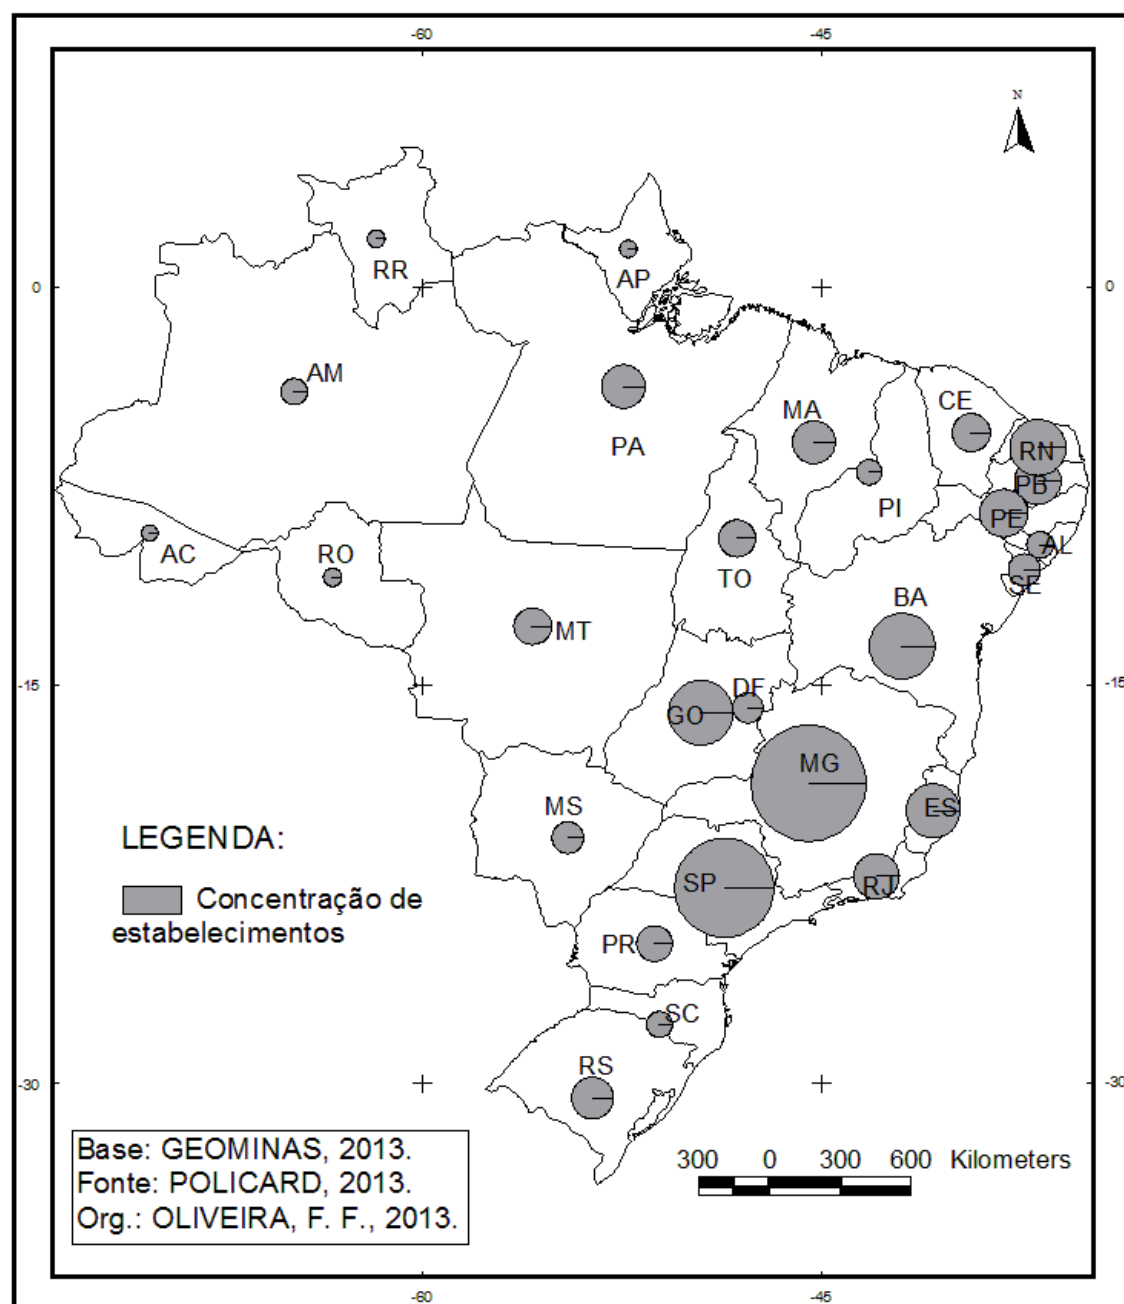 -60 -45
N
RR
AP
0 0
AM
MA
CE
PA
RN
PI
PB
PE
AC
RO
TO
AL
SE
BA
MT
-15 -15
DF
GO
MG
MS
ES
LEGENDA:
SP
RJ
Concentração de
estabelecimentos
PR
SC
RS
-30 -30
Base: GEOMINAS, 2013.
Fonte: POLICARD, 2013.
Org.: OLIVEIRA, F. F., 2013.
300 0 300 600 Kilometers
-60 -45